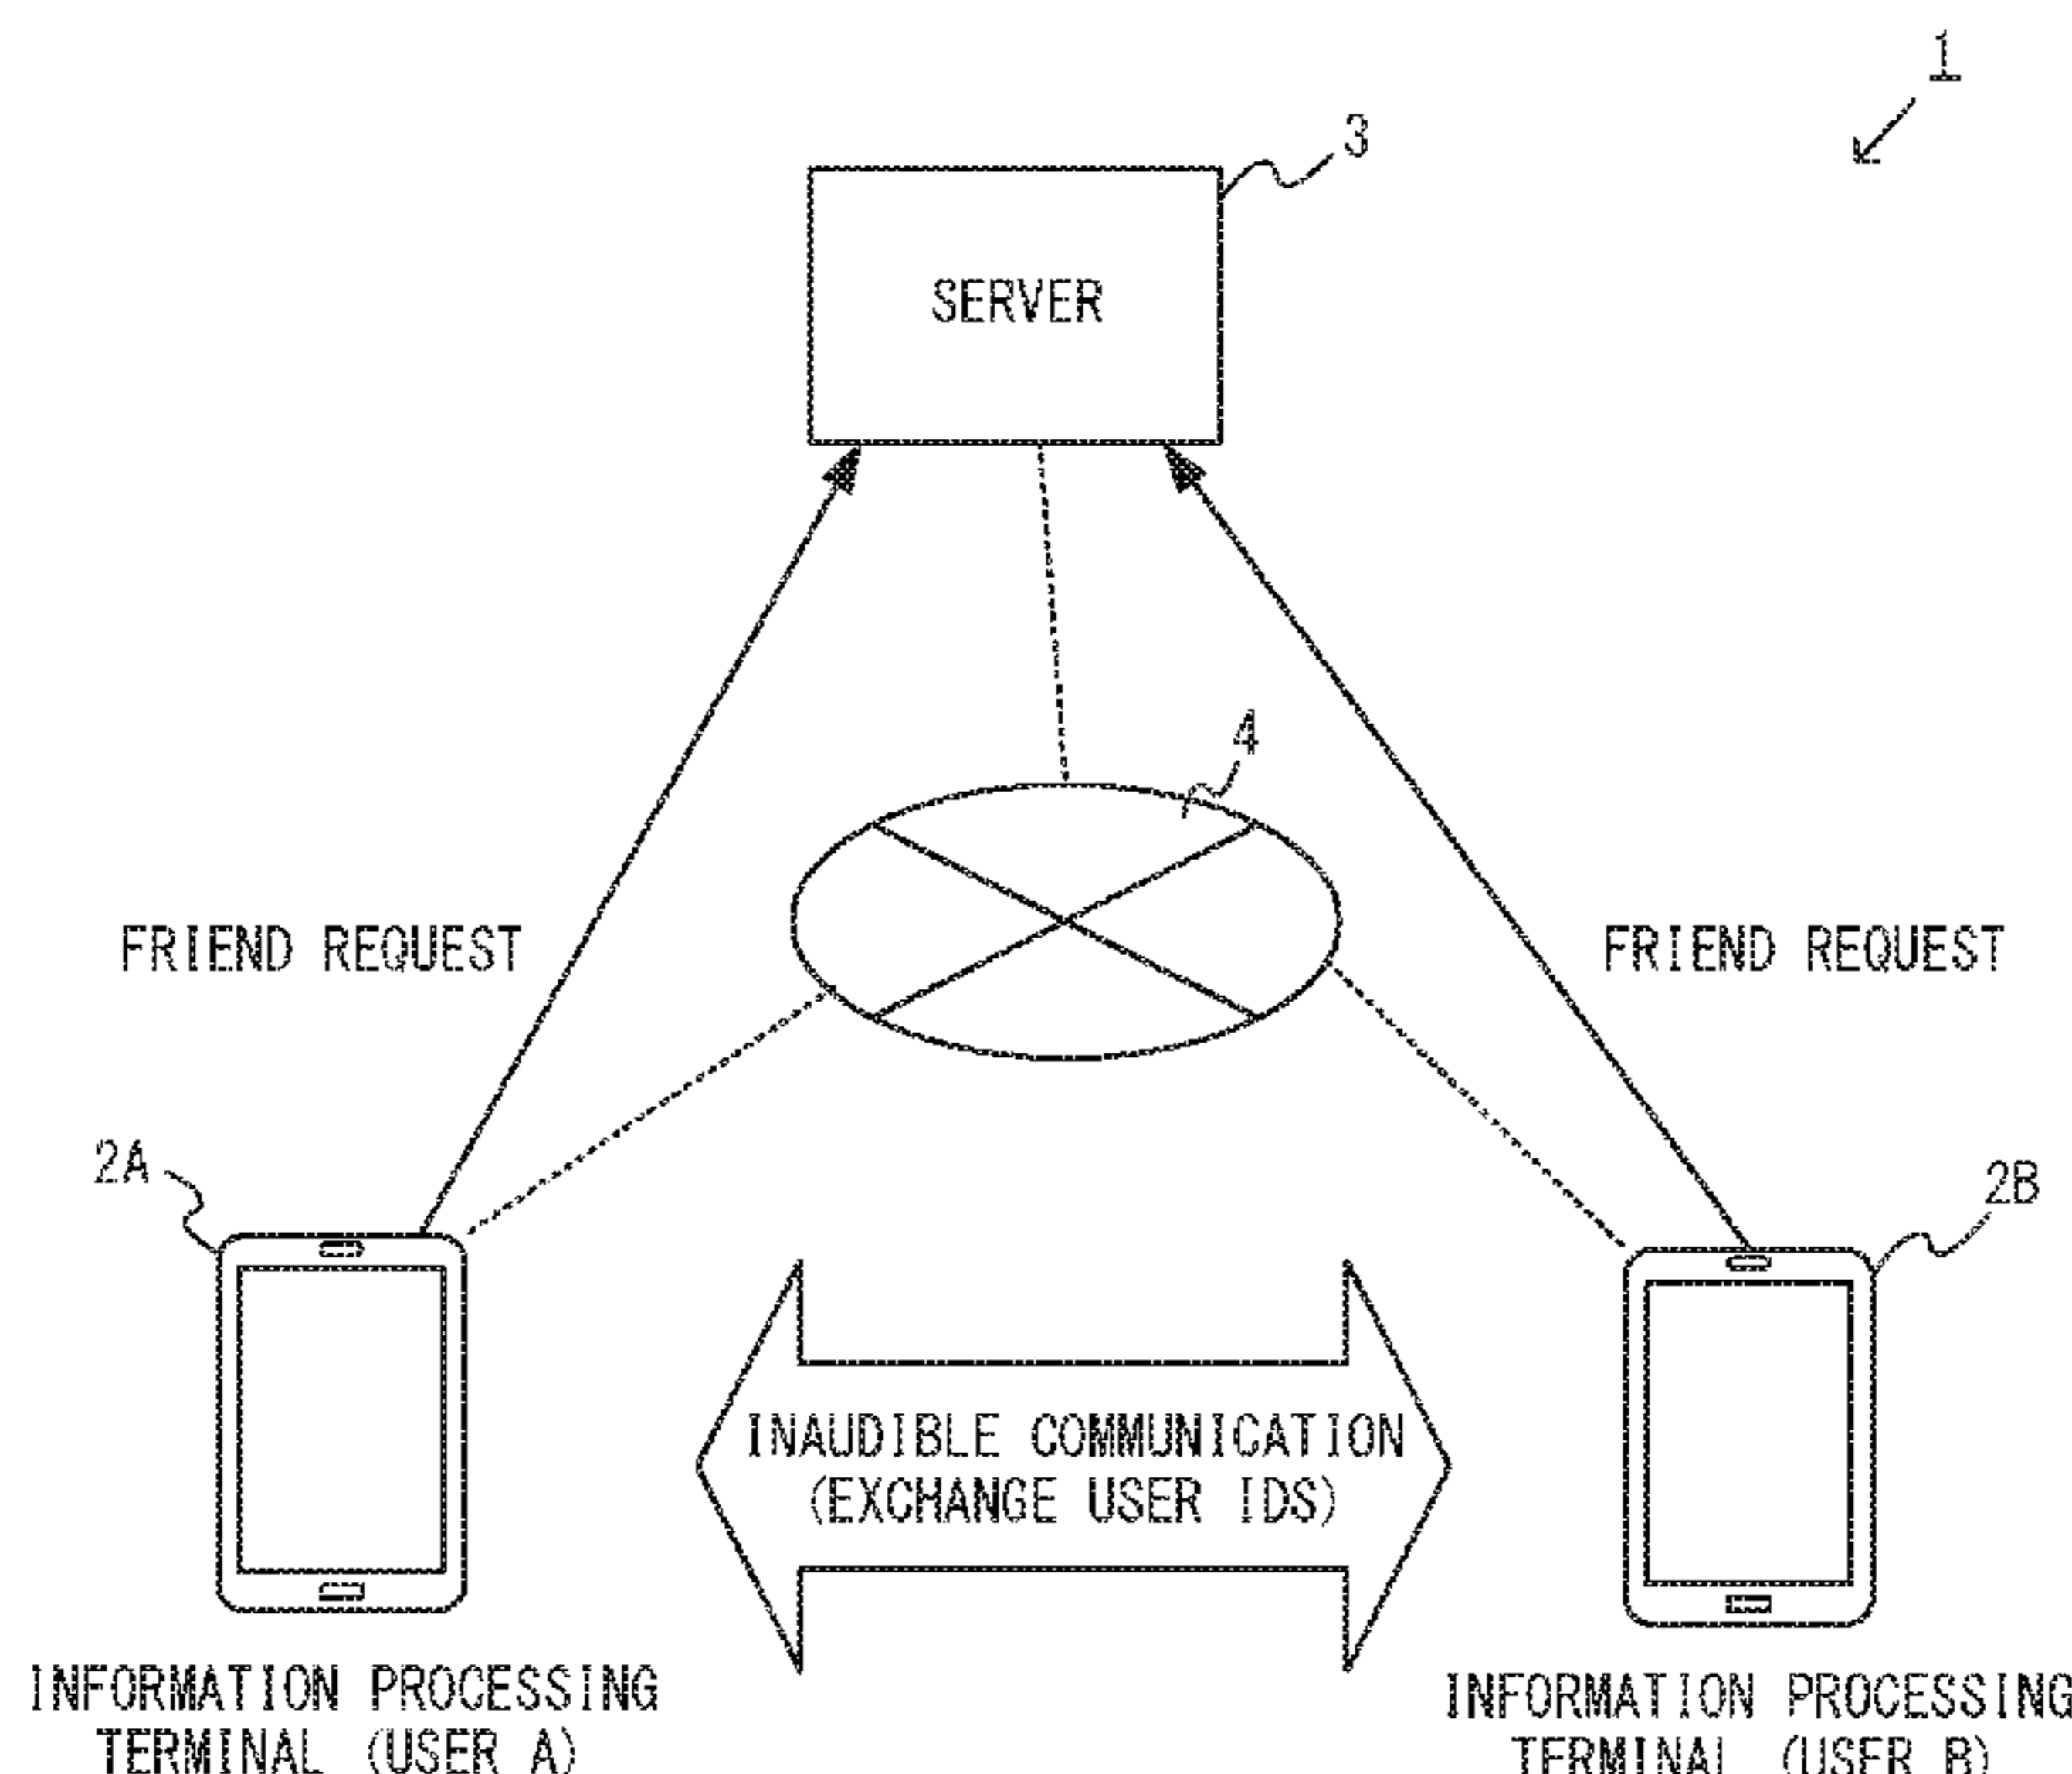 1
3
SERVER
4
FRIEND REQUEST
FRIEND REQUEST
2A
2B
INAUDIBLE COMMUNICATION
(EXCHANGE USER IDS)
INFORMATION PROCESSING
TERMINAL (USER A)
INFORMATION PROCESSING
TERMINAL (USER B)